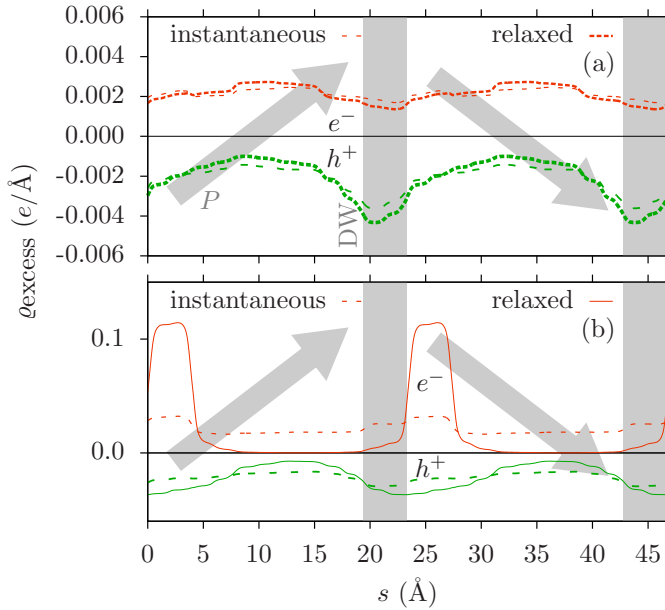 0.006
instantaneous
relaxed
0.004
(a)
0.002
e⁻
0.000
h⁺
-0.002
P
DW
-0.004
-0.006
ϱexcess (e/Å)
instantaneous
relaxed
(b)
0.1
e⁻
0.0
h⁺
0 5 10 15 20 25 30 35 40 45
s (Å)